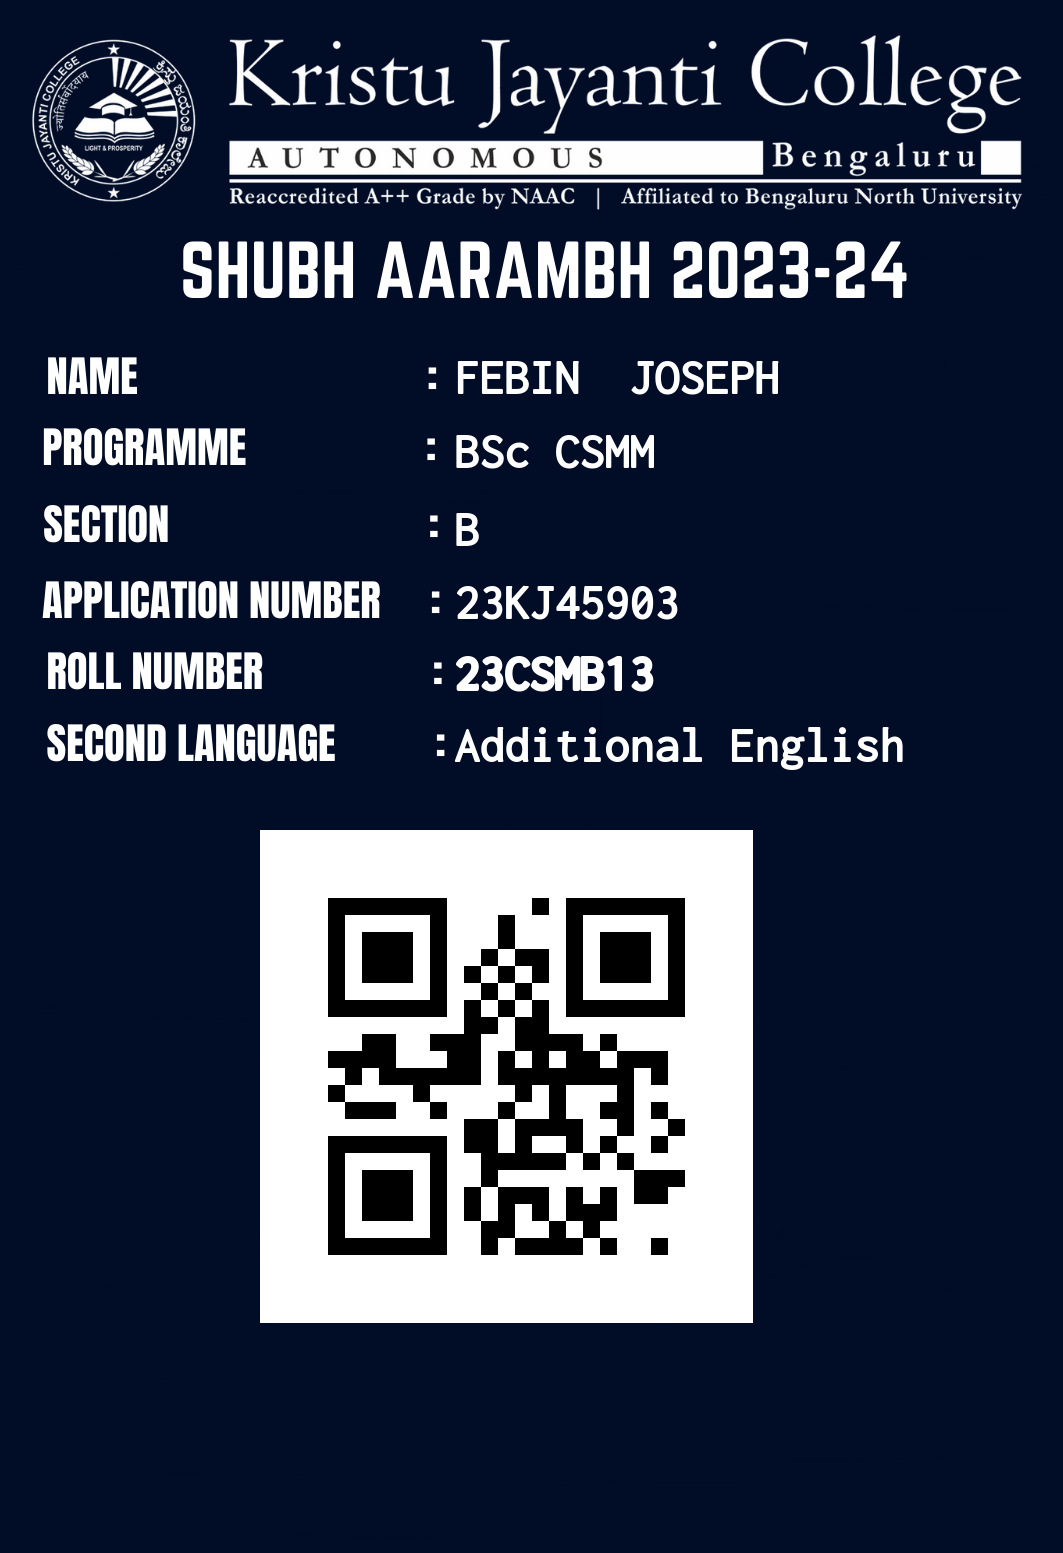 Kristu Jayanti College
AUTONOMOUS Bengaluru
Reaccredited A++ Grade by NAAC | Affiliated to Bengaluru North University
KRISTU JAYANTI COLLEGE
ಕ್ರಿಸ್ತು ಜಯಂತಿ ಕಾಲೇಜು
LIGHT & PROSPERITY
SHUBH AARAMBH 2023-24
NAME : FEBIN JOSEPH
PROGRAMME : BSc CSMM
SECTION : B
APPLICATION NUMBER : 23KJ45903
ROLL NUMBER : 23CSMB13
SECOND LANGUAGE : Additional English